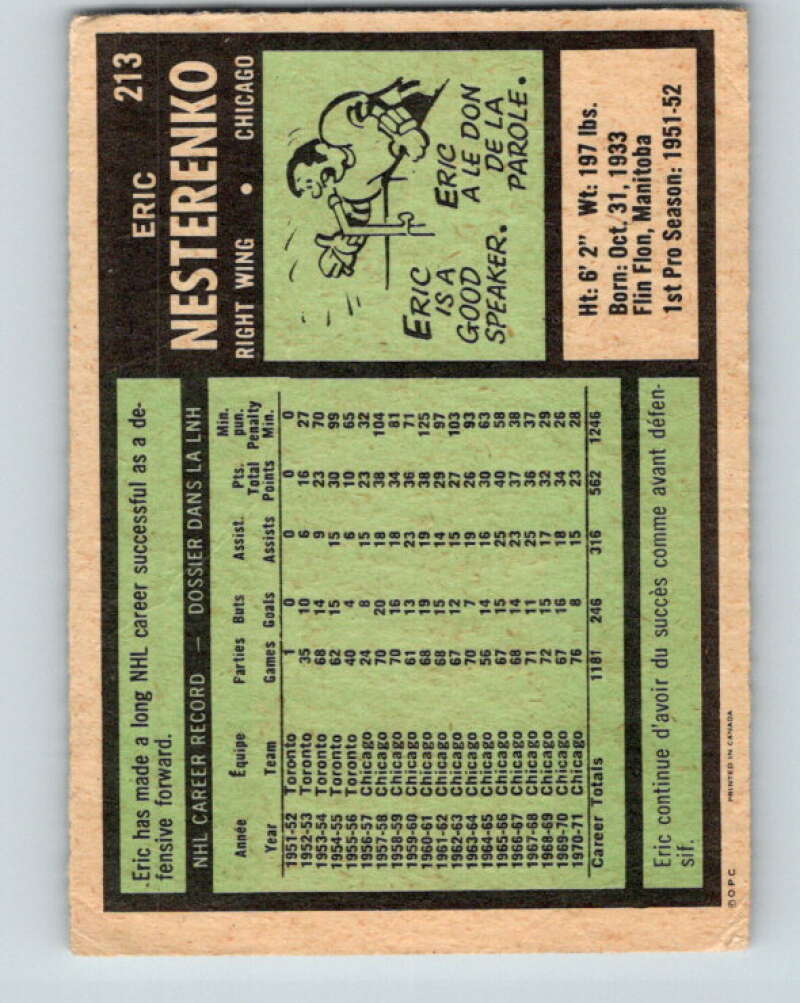 ERIC 213
NESTERENKO
RIGHT WING • CHICAGO
Eric has made a long NHL career successful as a de-
fensive forward.
NHL CAREER RECORD — DOSSIER DANS LA LNH
Année Équipe Parties Buts Assist. Pts. Total Min. pun.
Year Team Games Goals Assists Points Penalty Min.
1951-52 Toronto 1 0 0 0 0
1952-53 Toronto 35 10 6 16 27
1953-54 Toronto 68 14 9 23 70
1954-55 Toronto 62 15 15 30 99
1955-56 Toronto 40 4 6 10 65
1956-57 Chicago 24 8 15 23 32
1957-58 Chicago 70 20 18 38 104
1958-59 Chicago 70 16 18 34 81
1959-60 Chicago 61 13 23 36 71
1960-61 Chicago 68 19 19 38 125
1961-62 Chicago 68 15 14 29 97
1962-63 Chicago 67 12 15 27 103
1963-64 Chicago 70 7 19 26 93
1964-65 Chicago 56 14 16 30 63
1965-66 Chicago 67 15 25 40 58
1966-67 Chicago 68 14 23 37 38
1967-68 Chicago 71 11 25 36 37
1968-69 Chicago 72 15 17 32 29
1969-70 Chicago 67 16 18 34 26
1970-71 Chicago 76 8 15 23 28
Career Totals 1181 246 316 562 1246
Eric continue d'avoir du succès comme avant défen-
sif.
ERIC
IS A
GOOD
SPEAKER.
ERIC
A LE DON
DE LA
PAROLE.
Ht: 6' 2" Wt: 197 lbs.
Born: Oct. 31, 1933
Flin Flon, Manitoba
1st Pro Season: 1951-52
© O.P.C. PRINTED IN CANADA